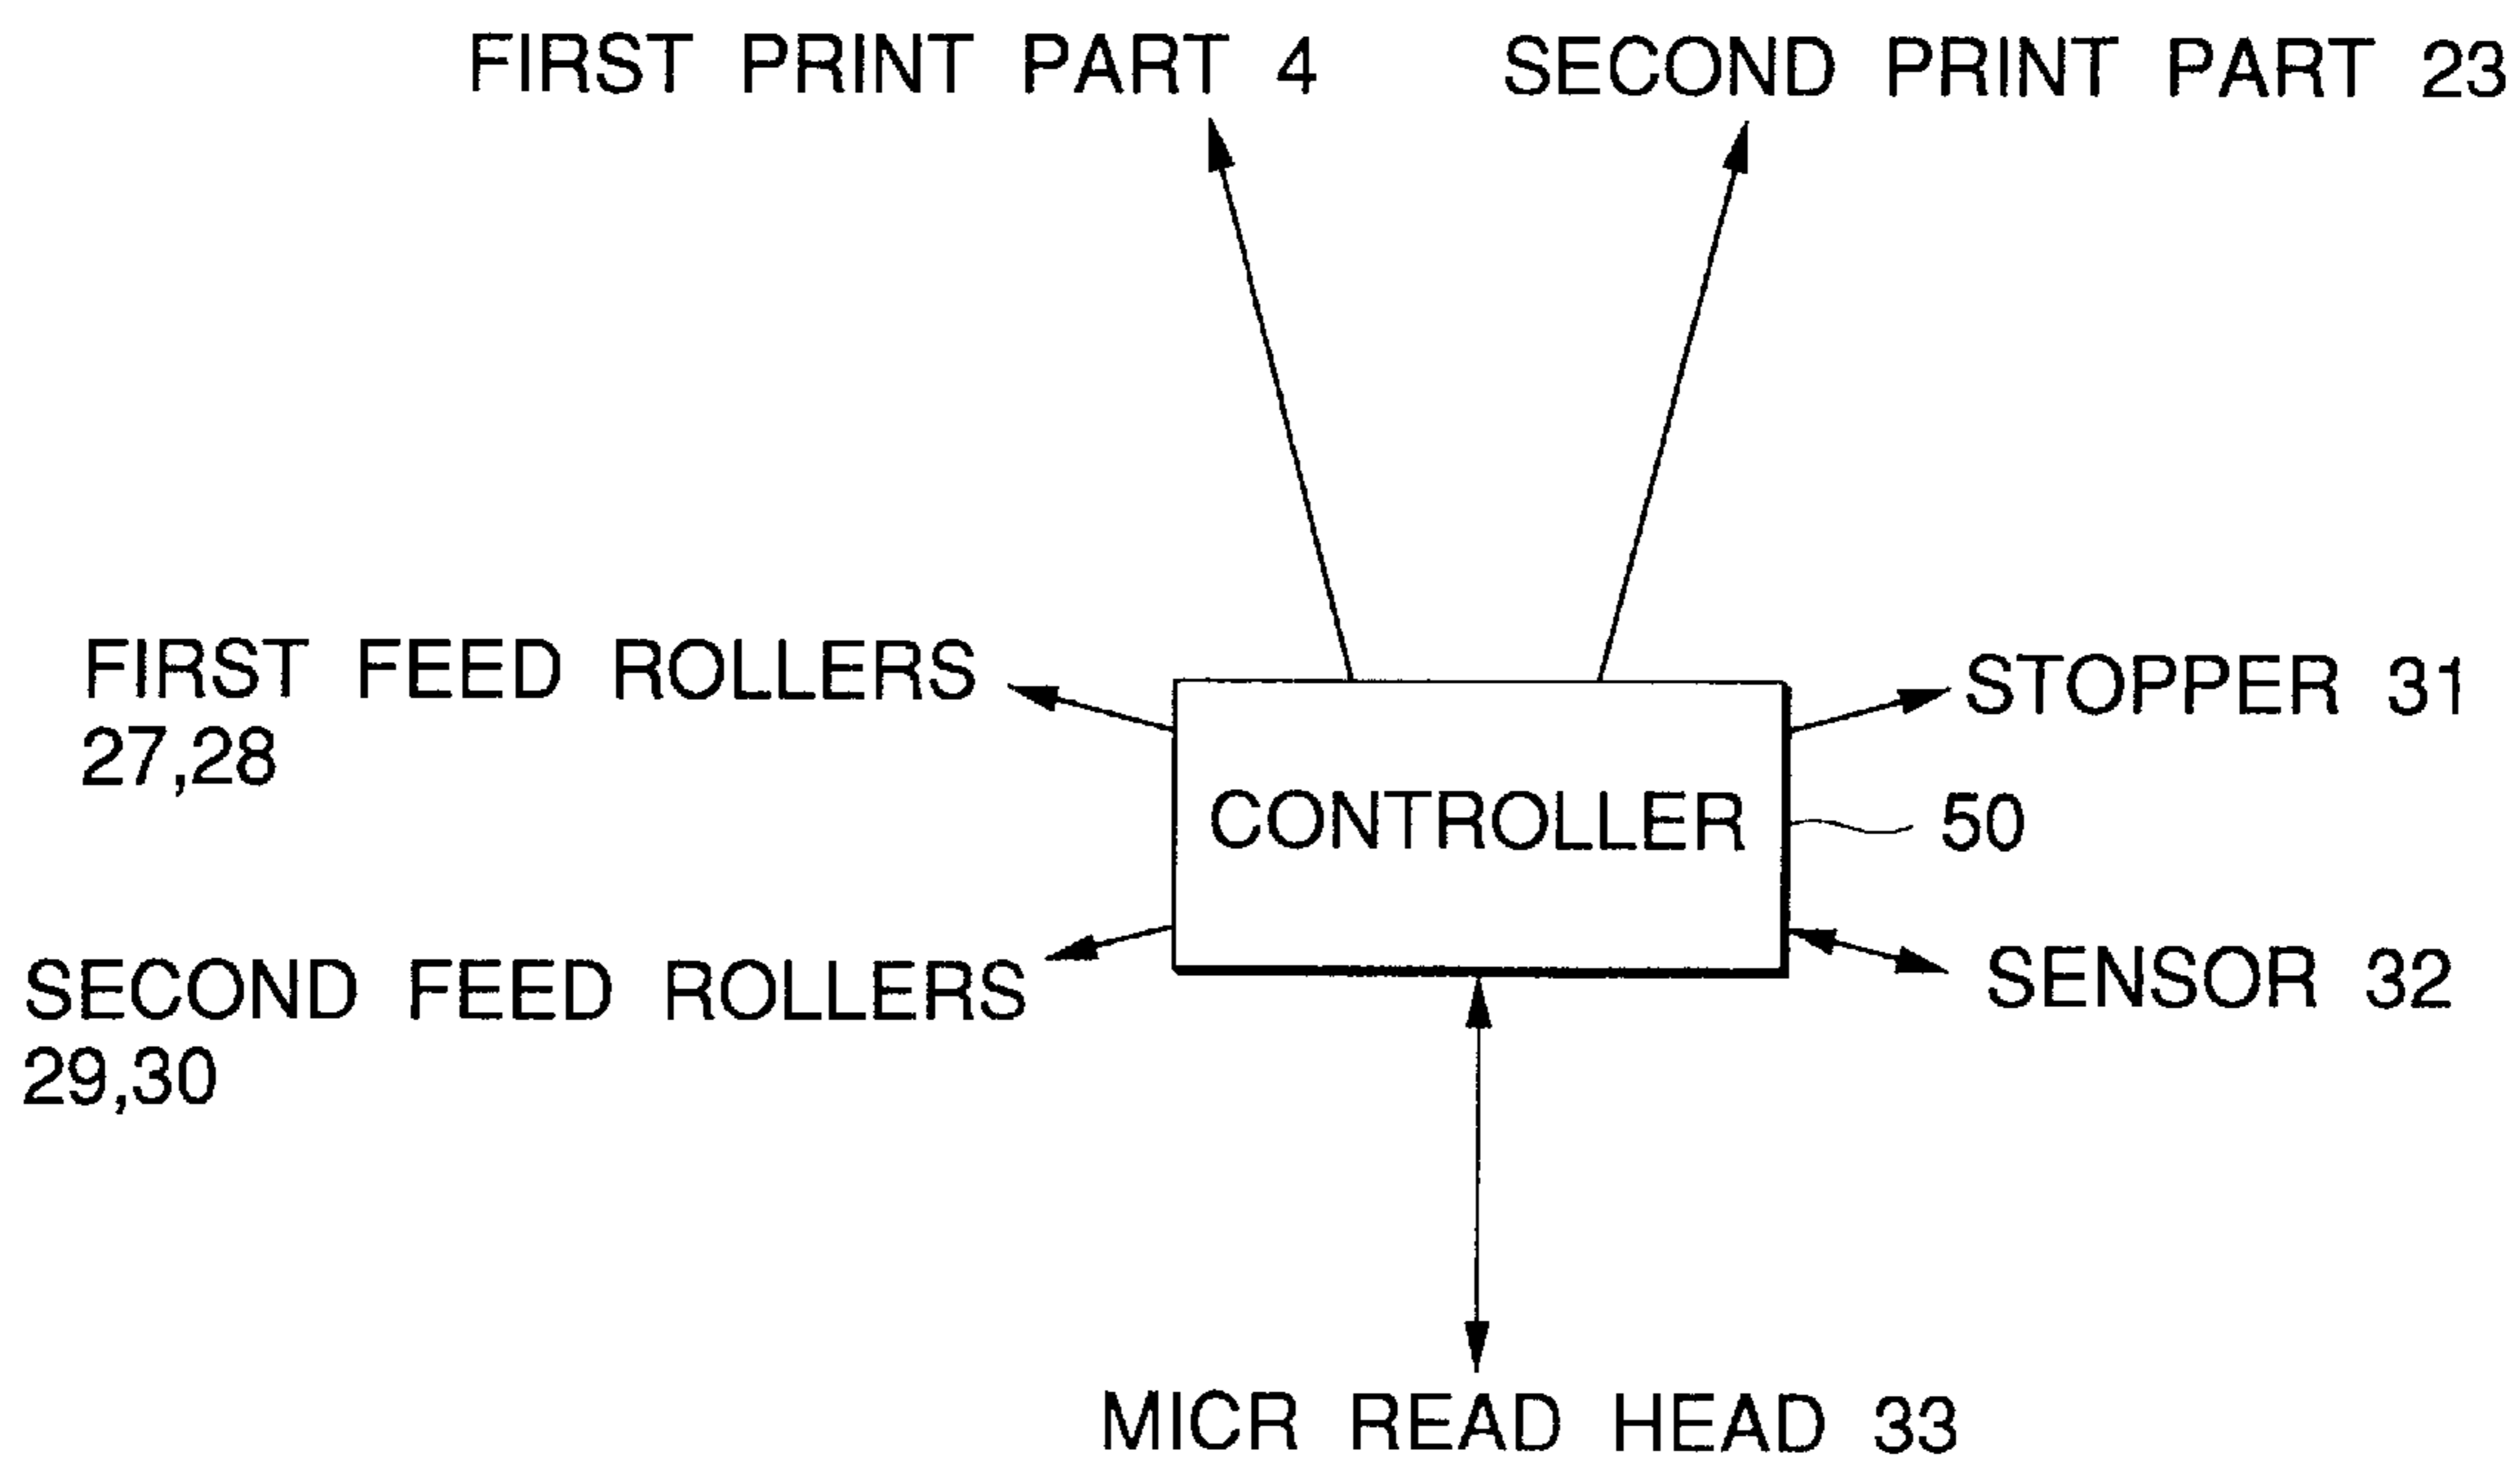 FIRST PRINT PART 4
SECOND PRINT PART 23
FIRST FEED ROLLERS
27,28
STOPPER 31
CONTROLLER
50
SECOND FEED ROLLERS
29,30
SENSOR 32
MICR READ HEAD 33